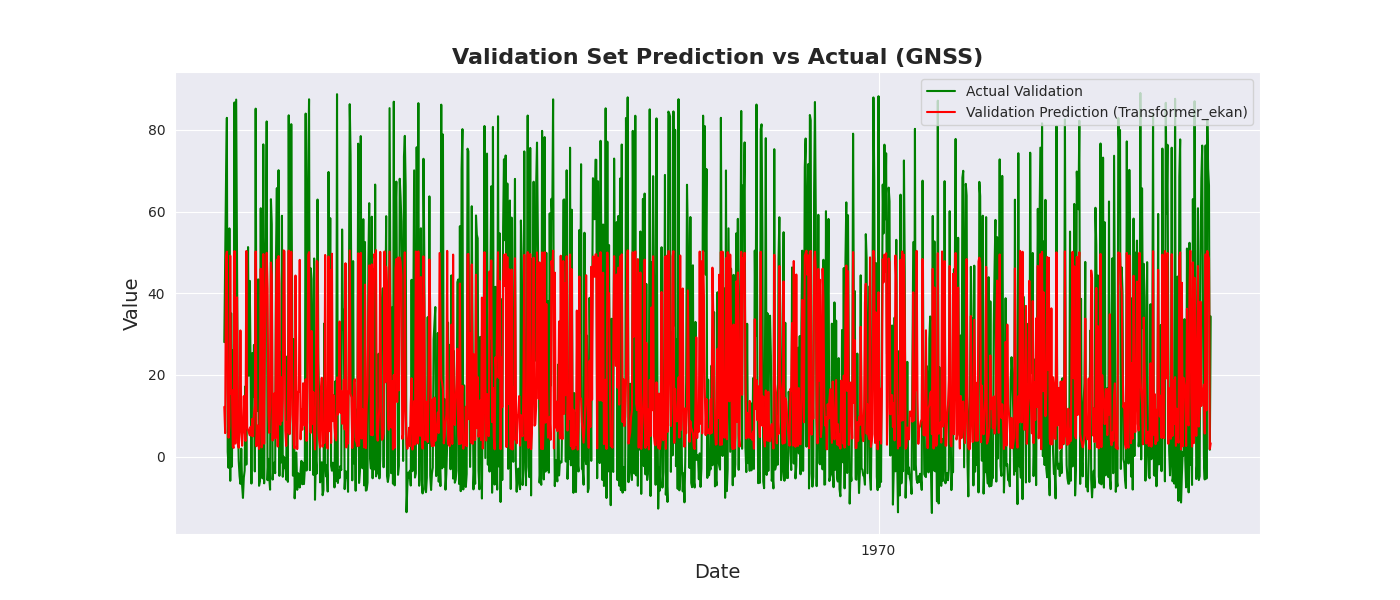 Validation Set Prediction vs Actual (GNSS)
Actual Validation
Validation Prediction (Transformer_ekan)
80
60
40
20
0
Value
1970
Date